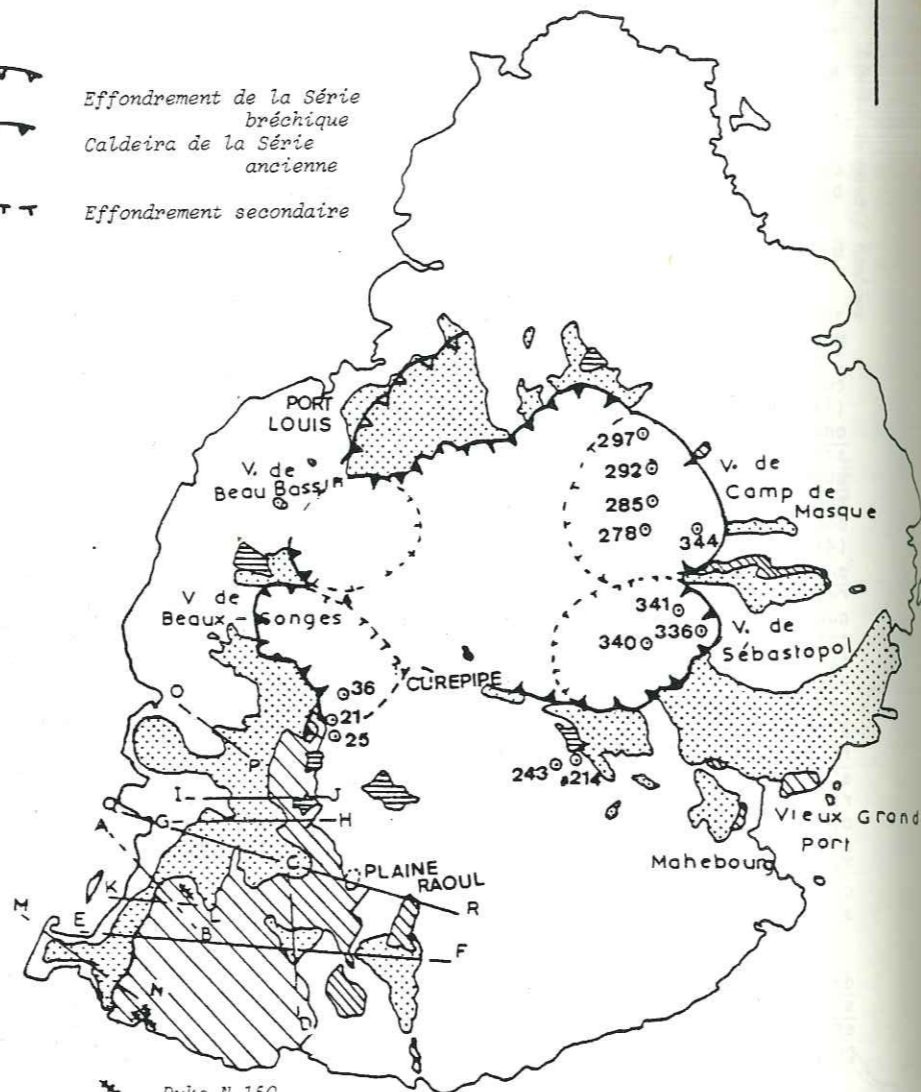 Effondrement de la Série
bréchique
Caldeira de la Série
ancienne
Effondrement secondaire
PORT
LOUIS
V. de
Beau Bassin
297
292
285
278
344
V. de
Camp de
Masque
V de
Beaux-Songes
341
336
340
V. de
Sébastopol
CUREPIPE
36
21
25
O
P
I
J
G
H
Q
A
C
243
214
Vieux Grand
Port
Mahebourg
PLAINE
RAOUL
R
K
L
B
M
E
F
N
D
Dyke N 150